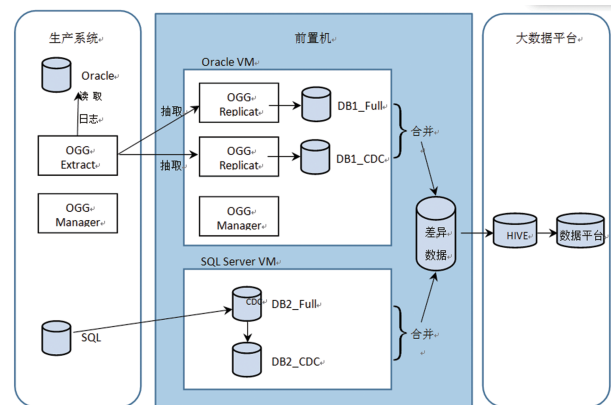 生产系统
前置机
大数据平台
Oracle VM
Oracle
读 取
日志
OGG
Extract
OGG
Manager
抽取
OGG
Replicat
DB1_Full
抽取
OGG
Replicat
DB1_CDC
合并
OGG
Manager
差异
数据
HIVE
数据平台
SQL Server VM
CDC
DB2_Full
DB2_CDC
合并
SQL